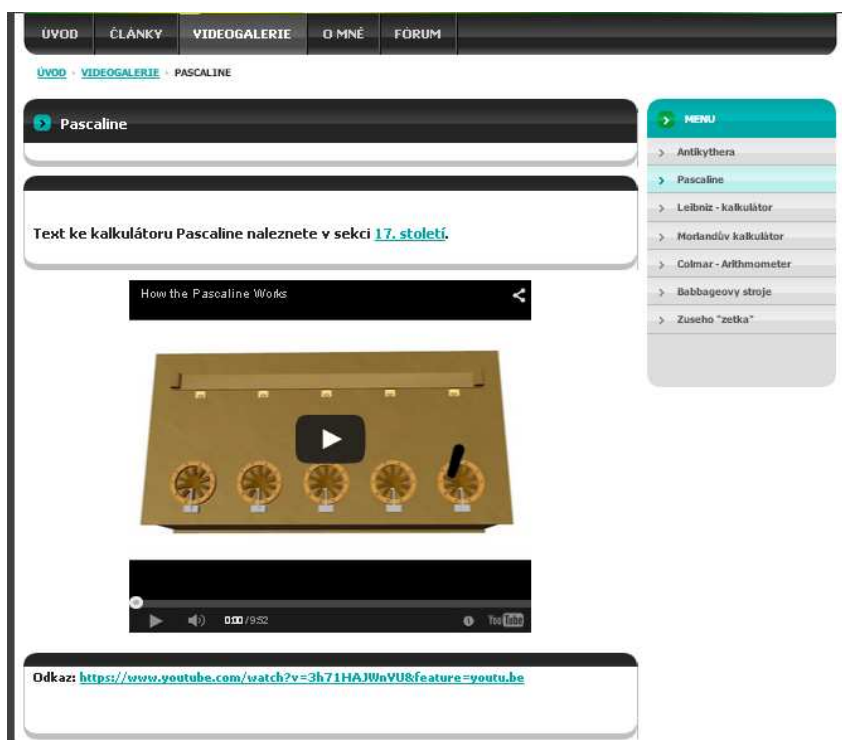 ÚVOD ČLÁNKY VIDEOGALERIE O MNĚ FÓRUM
ÚVOD › VIDEOGALERIE › PASCALINE
Pascaline
Text ke kalkulátoru Pascaline naleznete v sekci 17. století.
How the Pascaline Works
0:00 / 9:52
YouTube
Odkaz: https://www.youtube.com/watch?v=3h71HAJWnVU&feature=youtu.be
MENU
Antikythera
Pascaline
Leibniz - kalkulátor
Morlandův kalkulátor
Colmar - Arithmometer
Babbageovy stroje
Zuseho "zetka"